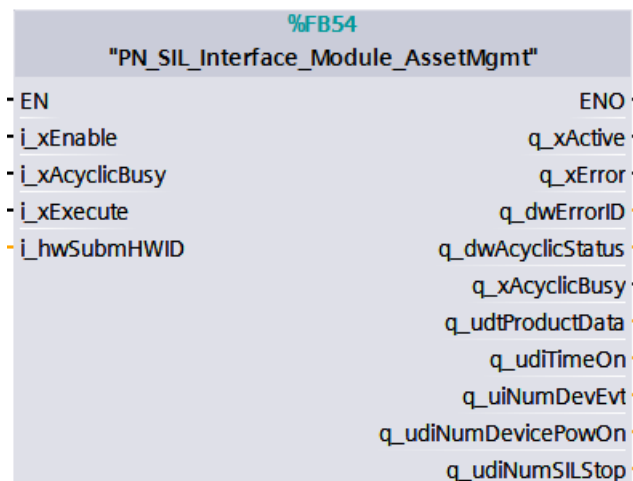 %FB54
"PN_SIL_Interface_Module_AssetMgmt"
EN ENO
i_xEnable q_xActive
i_xAcyclicBusy q_xError
i_xExecute q_dwErrorID
i_hwSubmHWID q_dwAcyclicStatus
q_xAcyclicBusy
q_udtProductData
q_udiTimeOn
q_uiNumDevEvt
q_udiNumDevicePowOn
q_udiNumSILStop